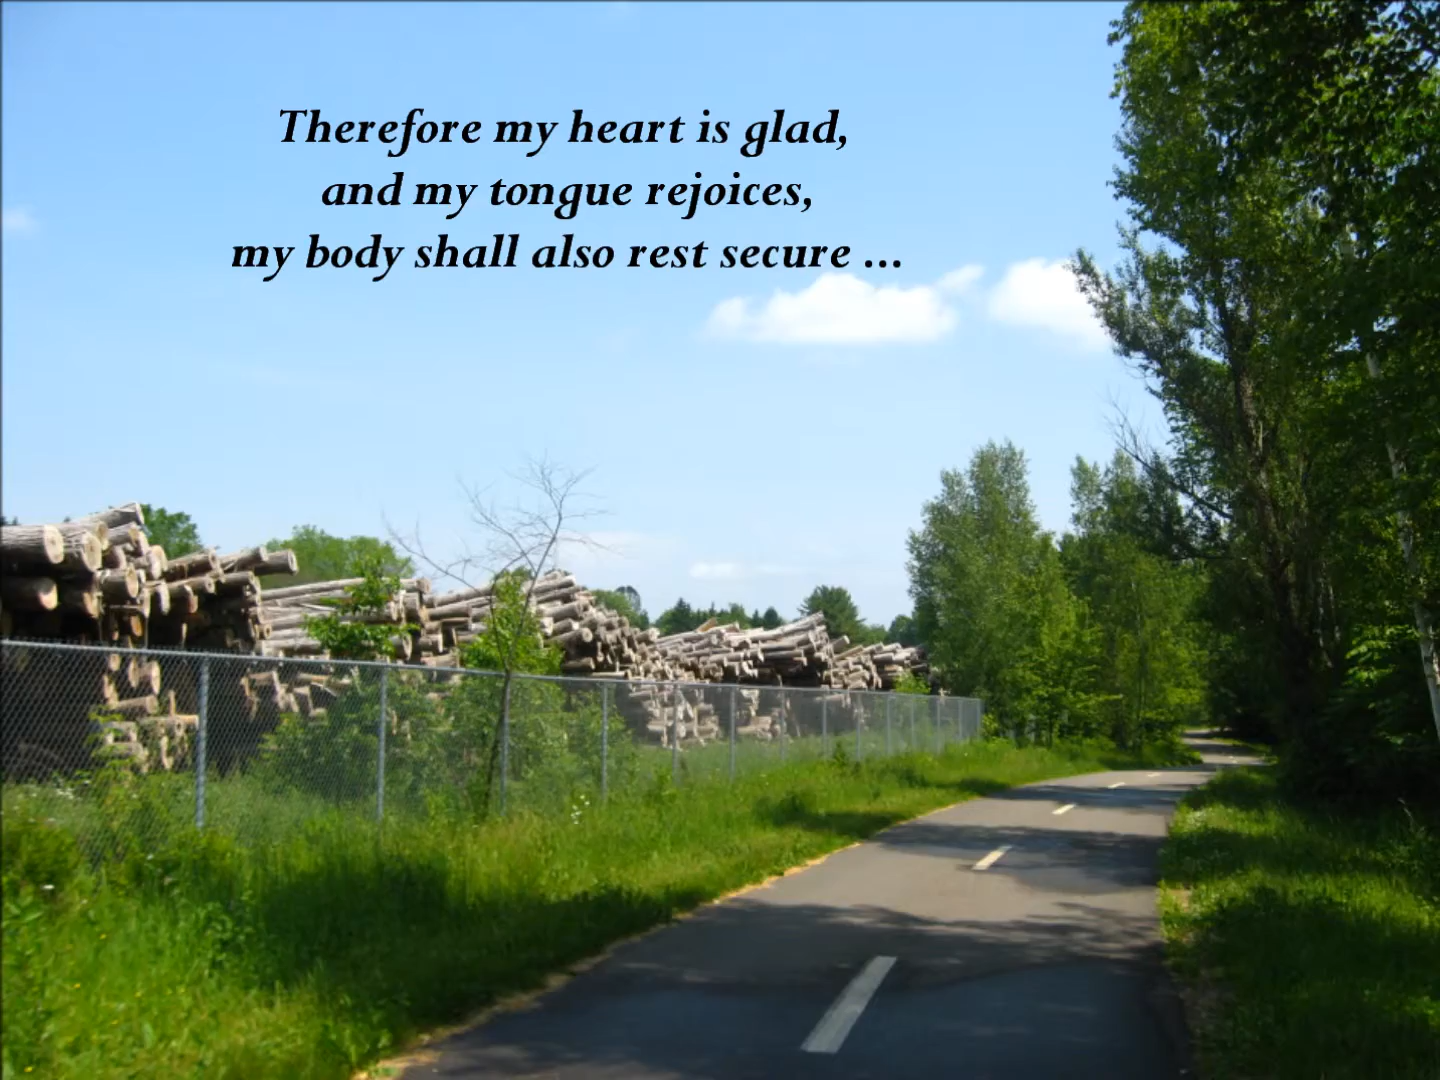 Therefore my heart is glad,
and my tongue rejoices,
my body shall also rest secure ...